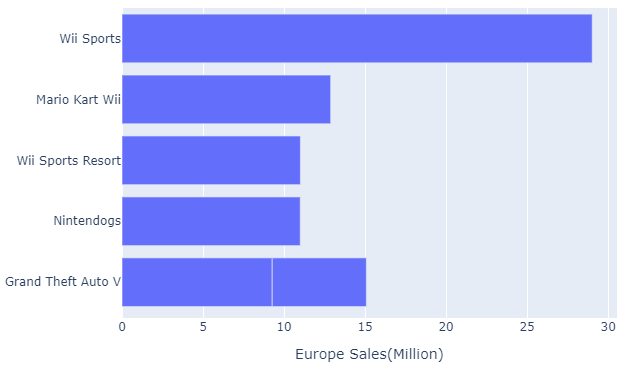 Wii Sports
Mario Kart Wii
Wii Sports Resort
Nintendogs
Grand Theft Auto V
0 5 10 15 20 25 30
Europe Sales(Million)